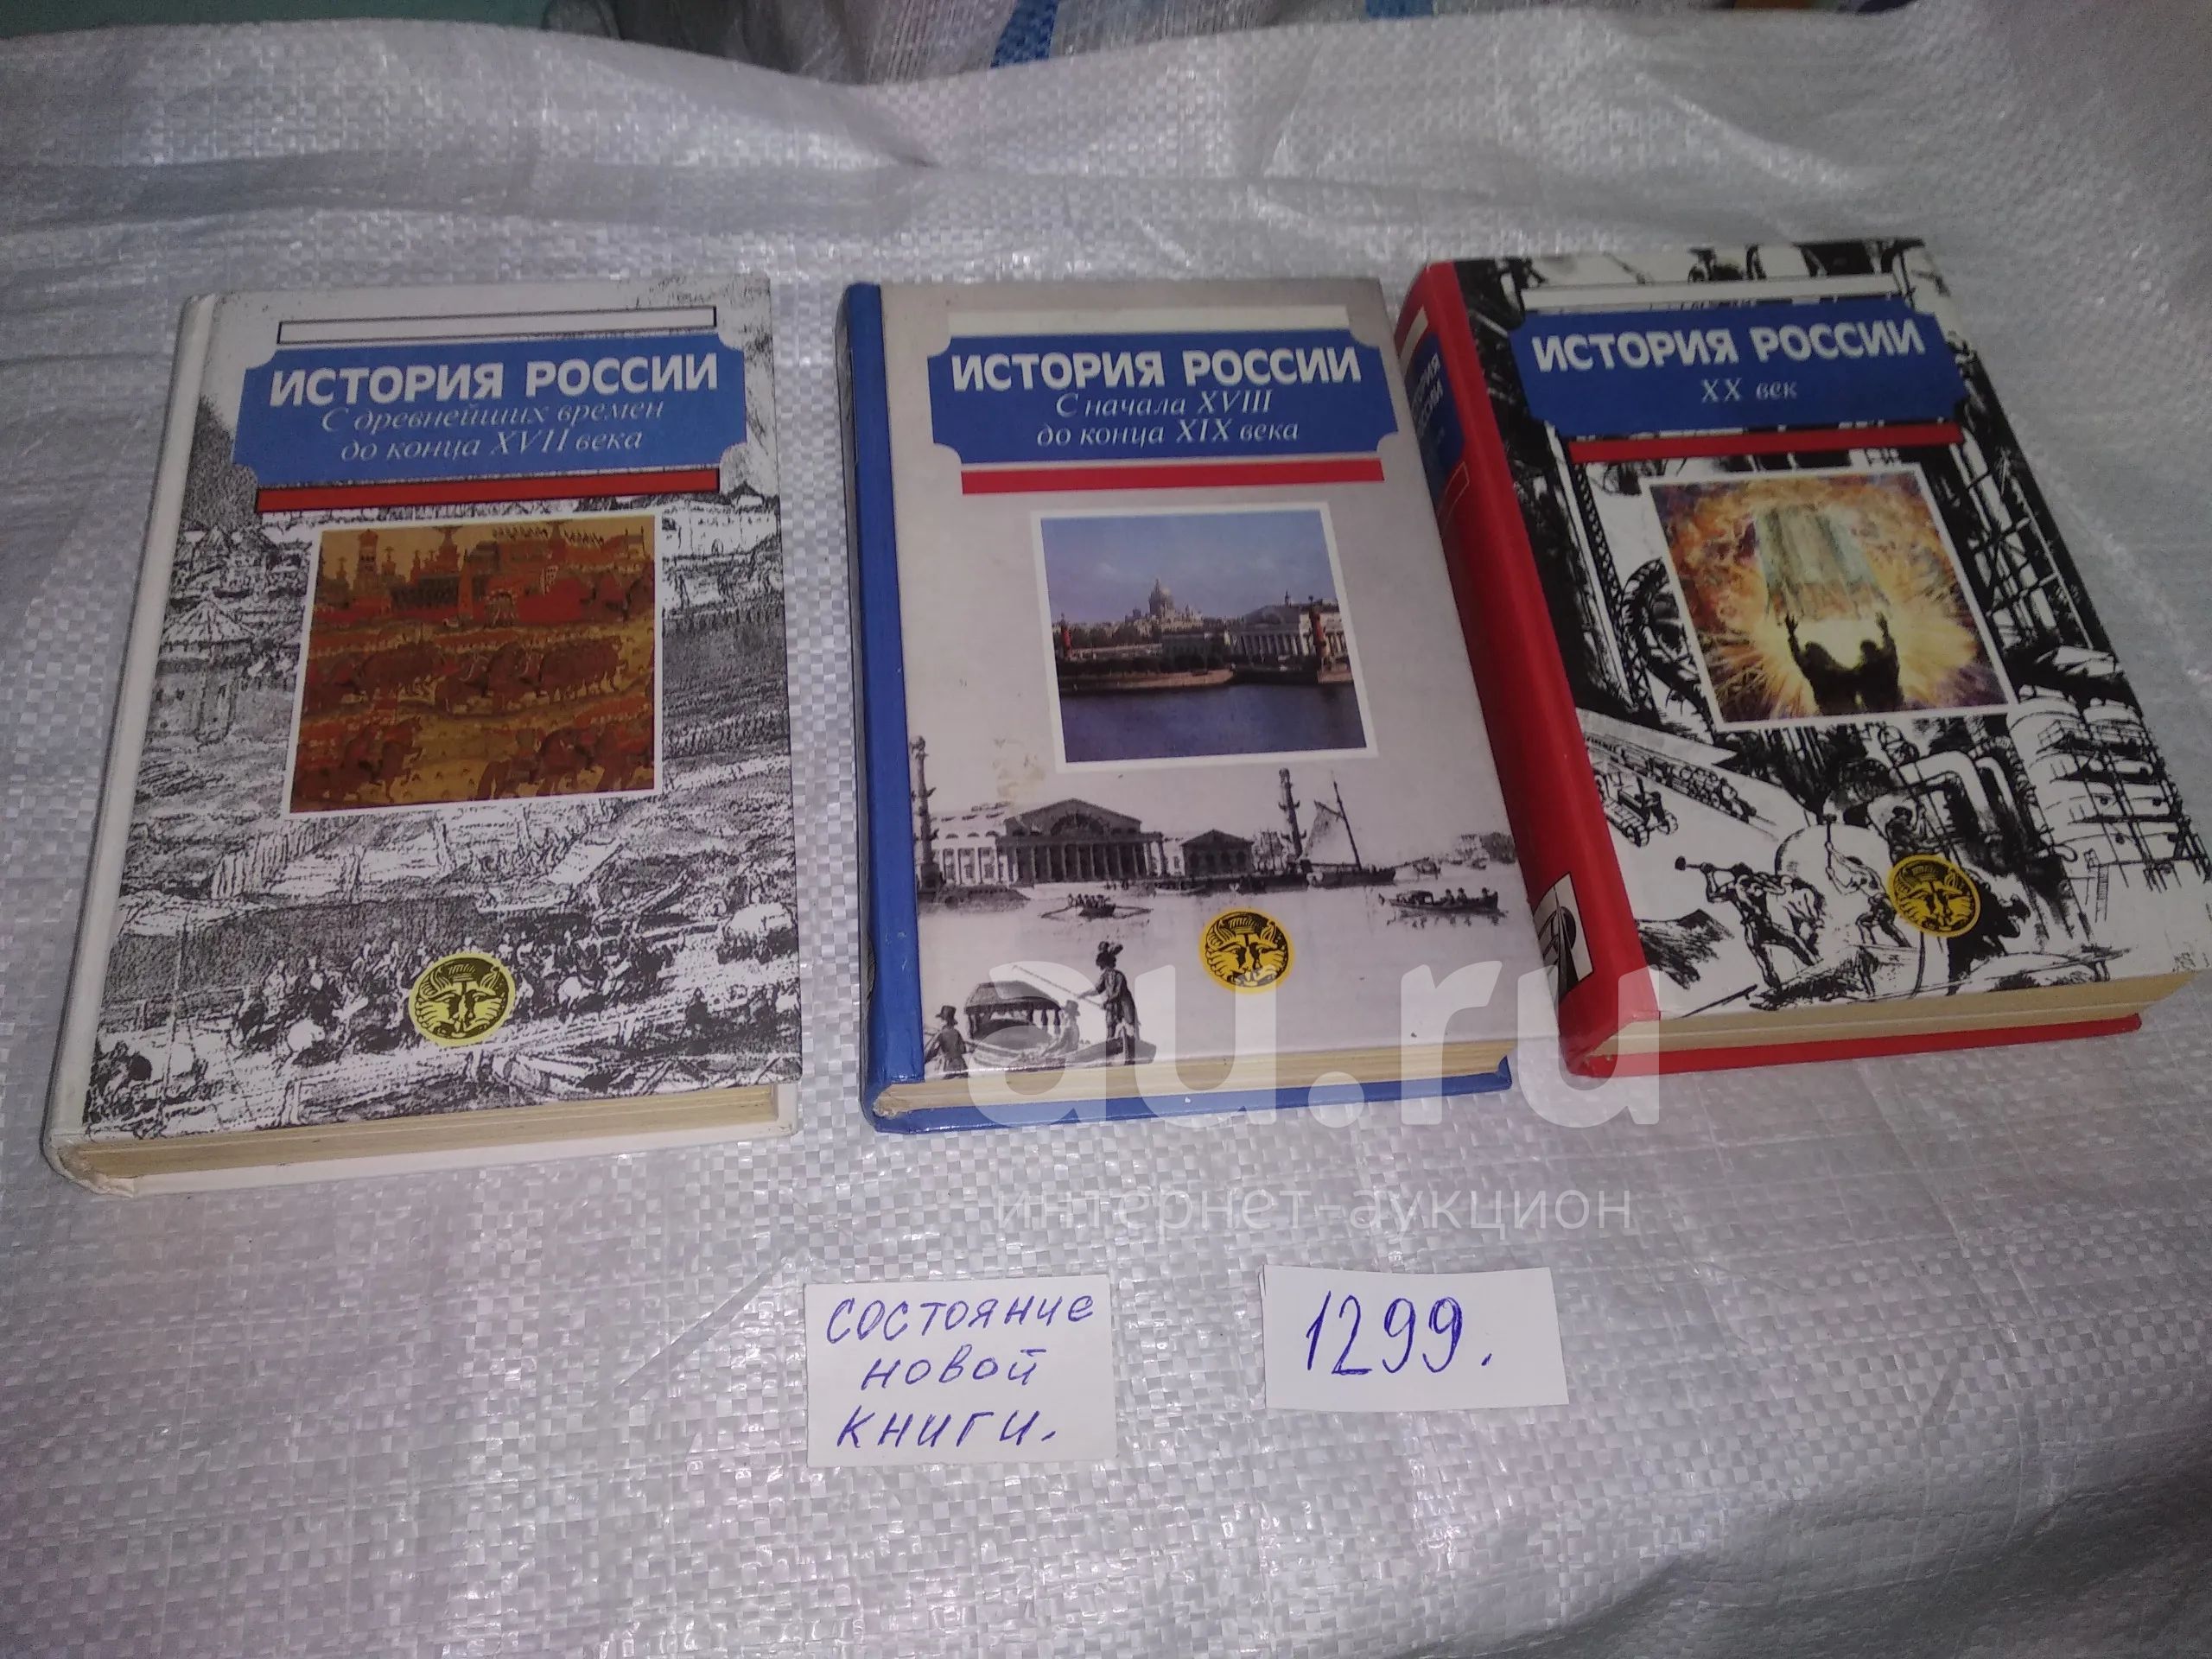 ИСТОРИЯ РОССИИ
С древнейших времен
до конца XVII века
ИСТОРИЯ РОССИИ
С начала XVIII
до конца XIX века
ИСТОРИЯ РОССИИ
XX век
au.ru
интернет-аукцион
СОСТОЯНИЕ
НОВОЙ
КНИГИ.
1299.